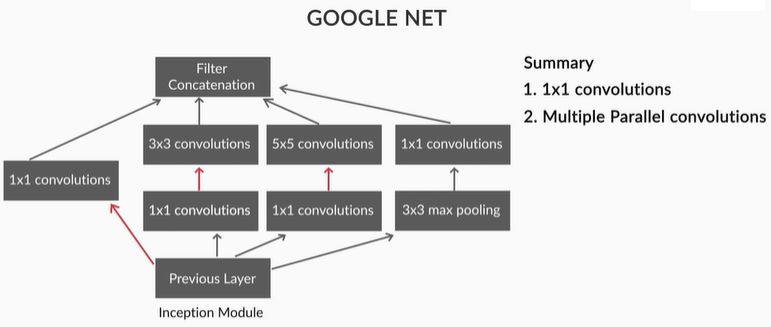 GOOGLE NET
Summary
1. 1x1 convolutions
2. Multiple Parallel convolutions
Filter
Concatenation
3x3 convolutions
5x5 convolutions
1x1 convolutions
1x1 convolutions
1x1 convolutions
1x1 convolutions
3x3 max pooling
Previous Layer
Inception Module